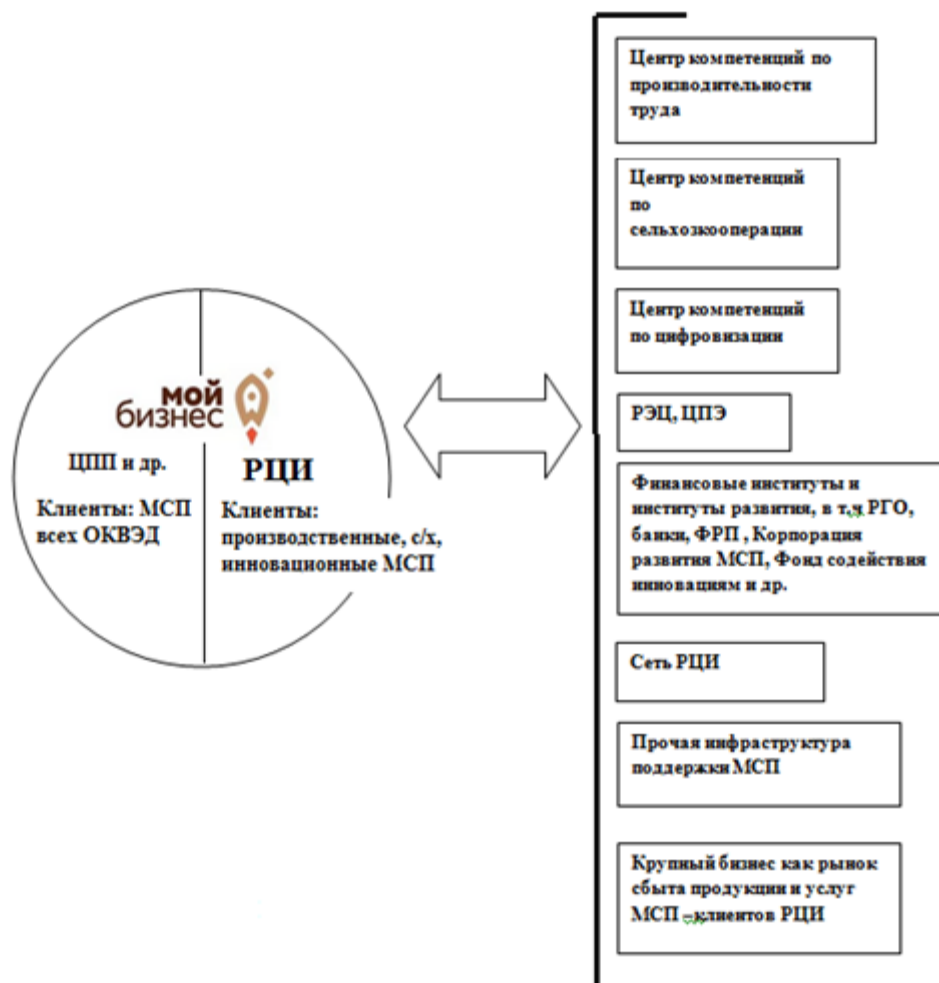 мой
бизнес
ЦПП и др.
Клиенты: МСП
всех ОКВЭД
РЦИ
Клиенты:
производственные, с/х,
инновационные МСП
Центр компетенций по
производительности
труда
Центр компетенций
по
сельхозкооперации
Центр компетенций
по цифровизации
РЭЦ, ЦПЭ
Финансовые институты и
институты развития, в т,ч РГО,
банки, ФРП , Корпорация
развития МСП, Фонд содействия
инновациям и др.
Сеть РЦИ
Прочая инфраструктура
поддержки МСП
Крупный бизнес как рынок
сбыта продукции и услуг
МСП –клиентов РЦИ